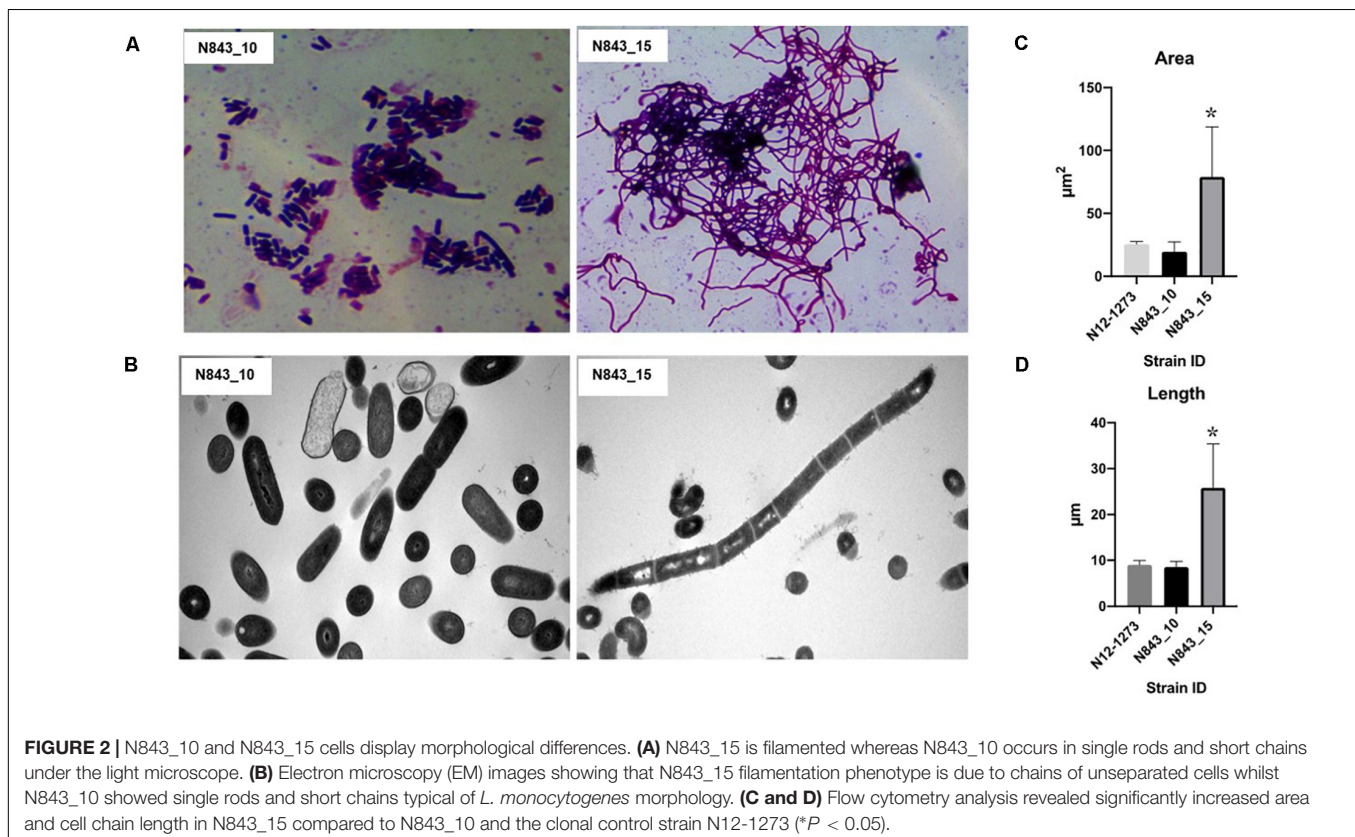 A
N843_10
N843_15
C
Area
µm²
150
100
50
0
*
N12-1273
N843_10
N843_15
Strain ID
B
N843_10
N843_15
D
Length
µm
40
30
20
10
0
*
N12-1273
N843_10
N843_15
Strain ID
FIGURE 2 | N843_10 and N843_15 cells display morphological differences. (A) N843_15 is filamented whereas N843_10 occurs in single rods and short chains
under the light microscope. (B) Electron microscopy (EM) images showing that N843_15 filamentation phenotype is due to chains of unseparated cells whilst
N843_10 showed single rods and short chains typical of L. monocytogenes morphology. (C and D) Flow cytometry analysis revealed significantly increased area
and cell chain length in N843_15 compared to N843_10 and the clonal control strain N12-1273 (*P < 0.05).